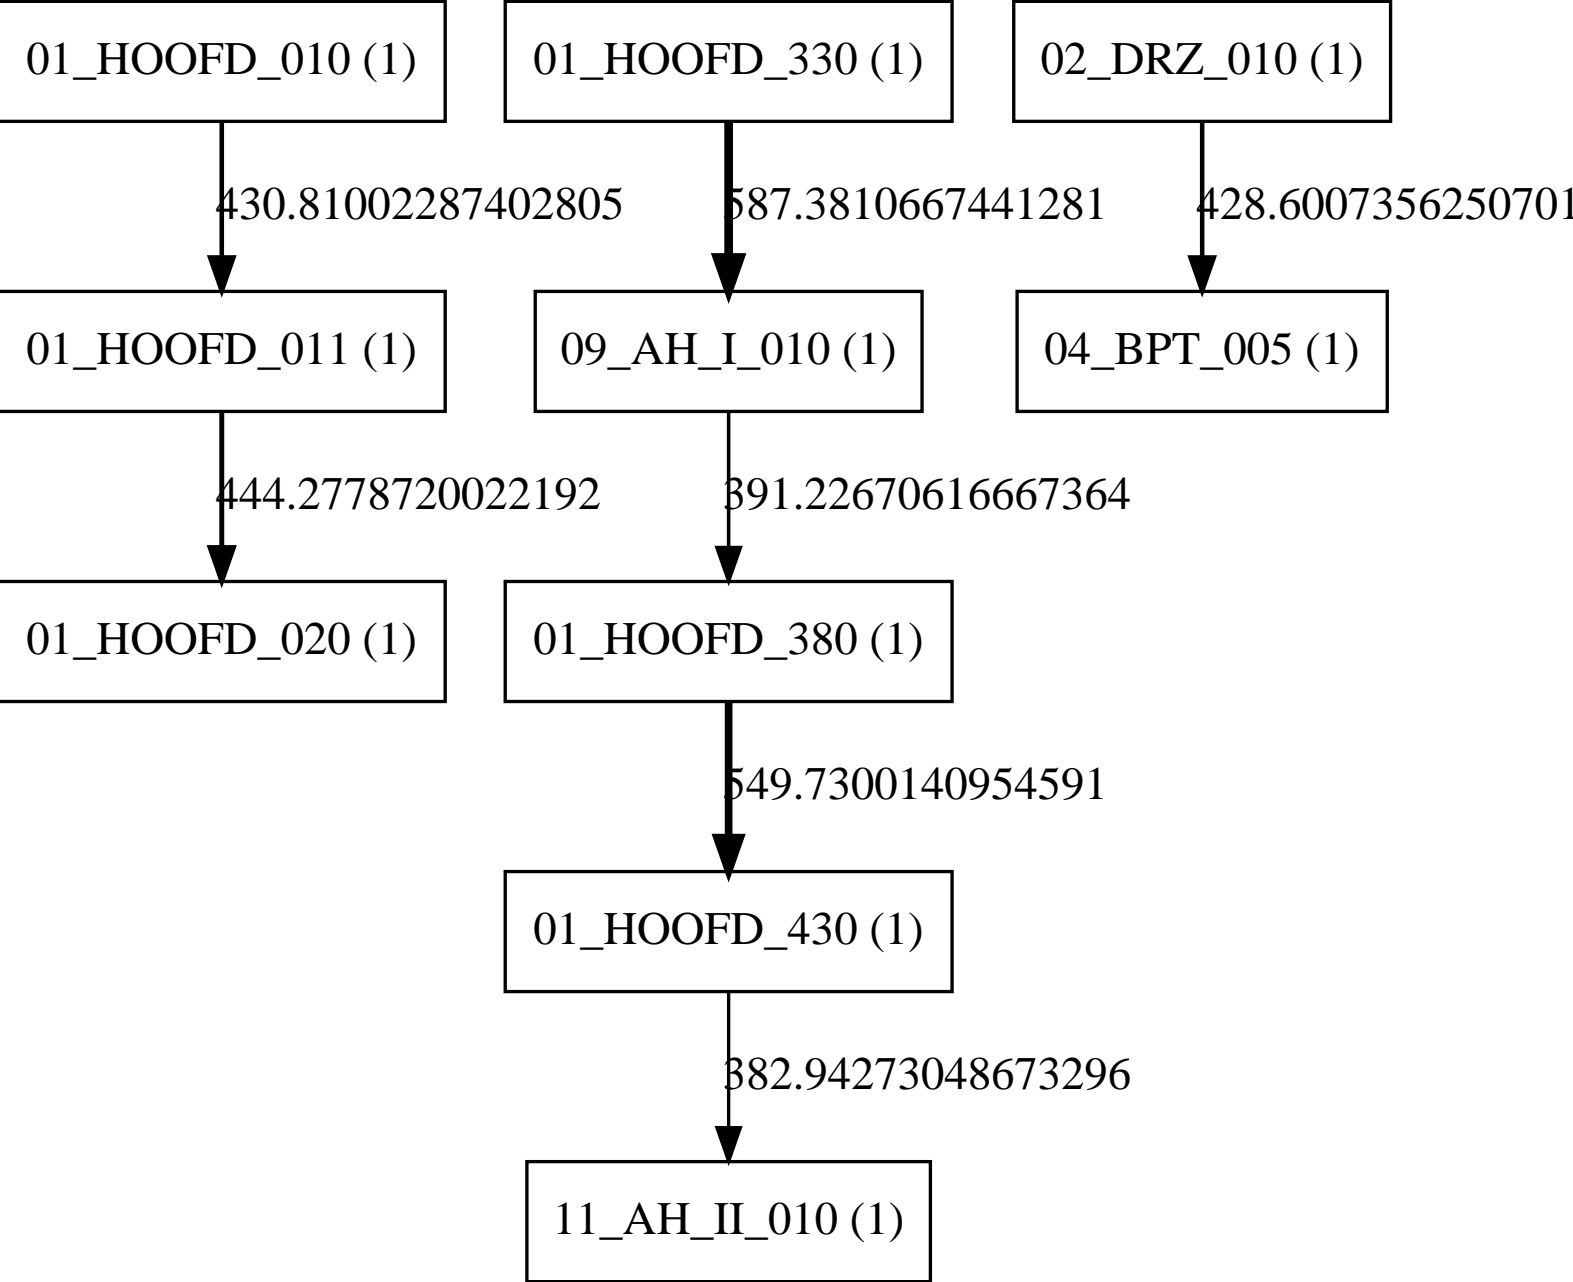 01_HOOFD_010 (1)
01_HOOFD_330 (1)
02_DRZ_010 (1)
430.81002287402805
587.3810667441281
428.6007356250701
01_HOOFD_011 (1)
09_AH_I_010 (1)
04_BPT_005 (1)
444.2778720022192
391.22670616667364
01_HOOFD_020 (1)
01_HOOFD_380 (1)
549.7300140954591
01_HOOFD_430 (1)
382.94273048673296
11_AH_II_010 (1)